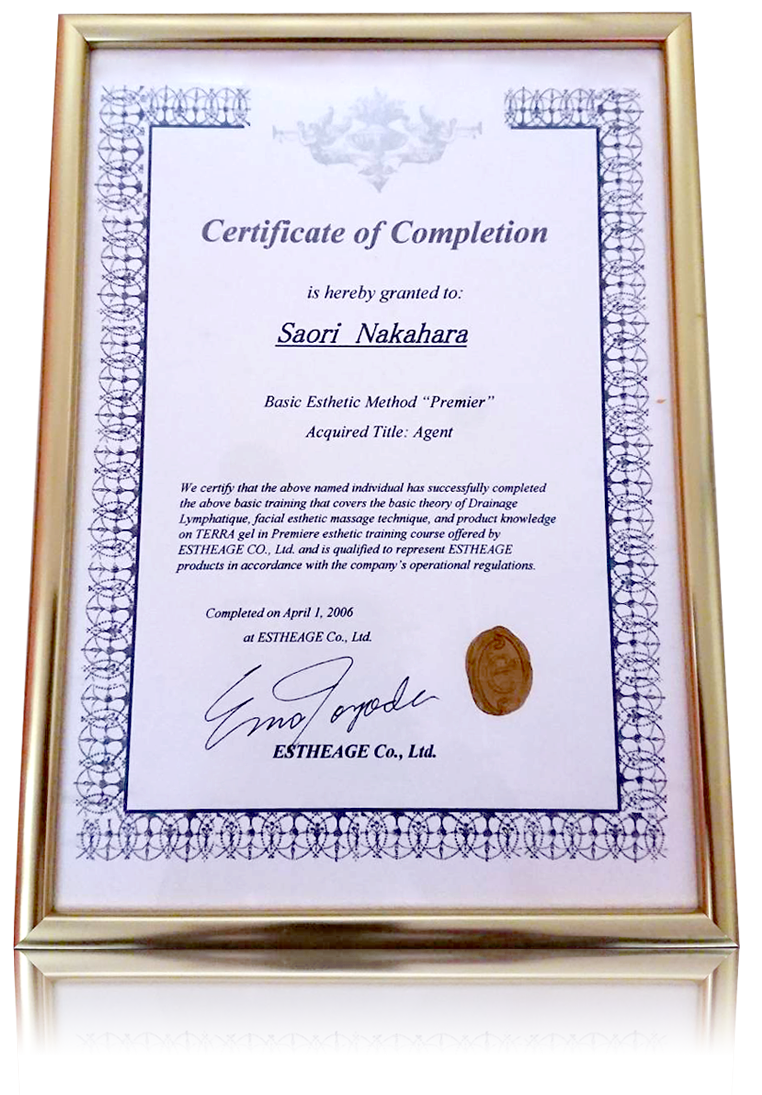 Certificate of Completion
is hereby granted to:
Saori Nakahara
Basic Esthetic Method “Premier”
Acquired Title: Agent
We certify that the above named individual has successfully completed
the above basic training that covers the basic theory of Drainage
Lymphatique, facial esthetic massage technique, and product knowledge
on TERRA gel in Premiere esthetic training course offered by
ESTHEAGE CO., Ltd. and is qualified to represent ESTHEAGE
products in accordance with the company’s operational regulations.
Completed on April 1, 2006
at ESTHEAGE Co., Ltd.
ESTHEAGE Co., Ltd.